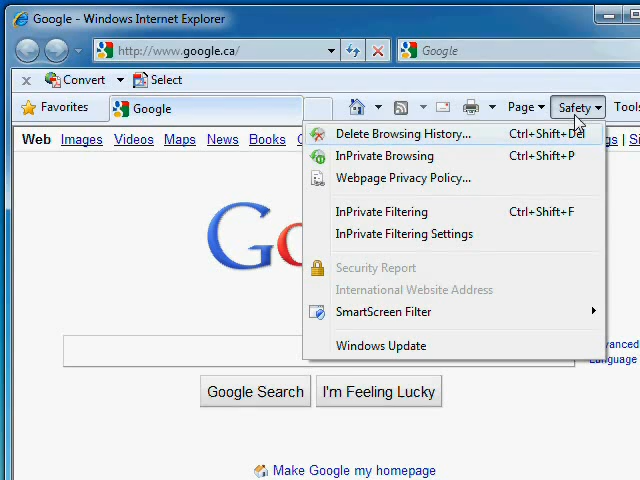 Google - Windows Internet Explorer
http://www.google.ca/
Google
Convert Select
Favorites Google Page Safety Tools
Web Images Videos Maps News Books
Delete Browsing History... Ctrl+Shift+Del
InPrivate Browsing Ctrl+Shift+P
Webpage Privacy Policy...
InPrivate Filtering Ctrl+Shift+F
InPrivate Filtering Settings
Security Report
International Website Address
SmartScreen Filter
Windows Update
Advanced
Language
Google Search I'm Feeling Lucky
Make Google my homepage